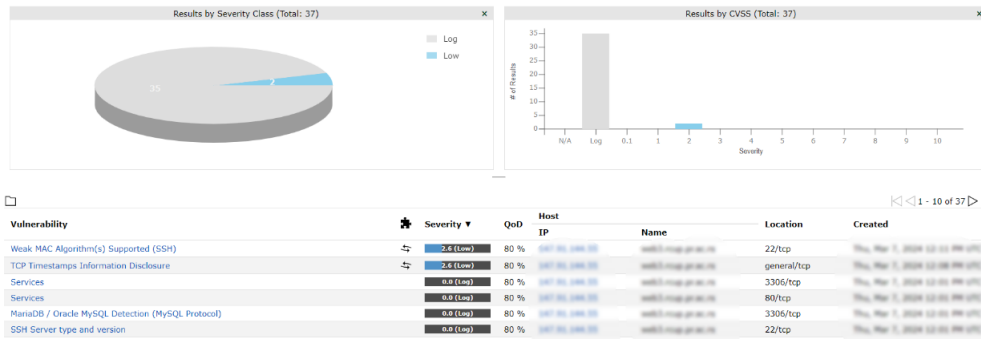 Results by Severity Class (Total: 37) ×
Log
Low
35
2
Results by CVSS (Total: 37) ×
# of Results
35
30
25
20
15
10
5
0
N/A Log 0.1 1 2 3 4 5 6 7 8 9 10
Severity
1 - 10 of 37
Vulnerability Severity ▼ QoD Host Location Created
IP Name
Weak MAC Algorithm(s) Supported (SSH) 2.6 (Low) 80 % 22/tcp
TCP Timestamps Information Disclosure 2.6 (Low) 80 % general/tcp
Services 0.0 (Log) 80 % 3306/tcp
Services 0.0 (Log) 80 % 80/tcp
MariaDB / Oracle MySQL Detection (MySQL Protocol) 0.0 (Log) 80 % 3306/tcp
SSH Server type and version 0.0 (Log) 80 % 22/tcp